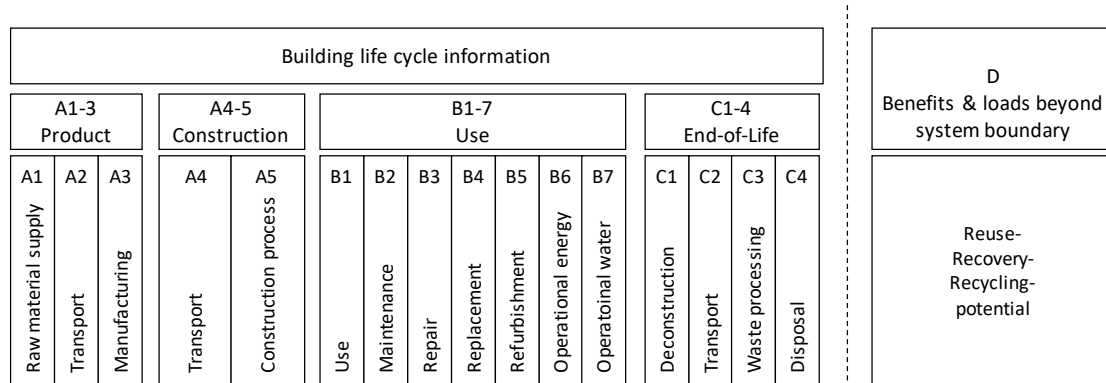 Building life cycle information
A1-3
Product
A4-5
Construction
B1-7
Use
C1-4
End-of-Life
D
Benefits & loads beyond
system boundary
A1
Raw material supply
A2
Transport
A3
Manufacturing
A4
Transport
A5
Construction process
B1
Use
B2
Maintenance
B3
Repair
B4
Replacement
B5
Refurbishment
B6
Operational energy
B7
Operatoinal water
C1
Deconstruction
C2
Transport
C3
Waste processing
C4
Disposal
Reuse-
Recovery-
Recycling-
potential